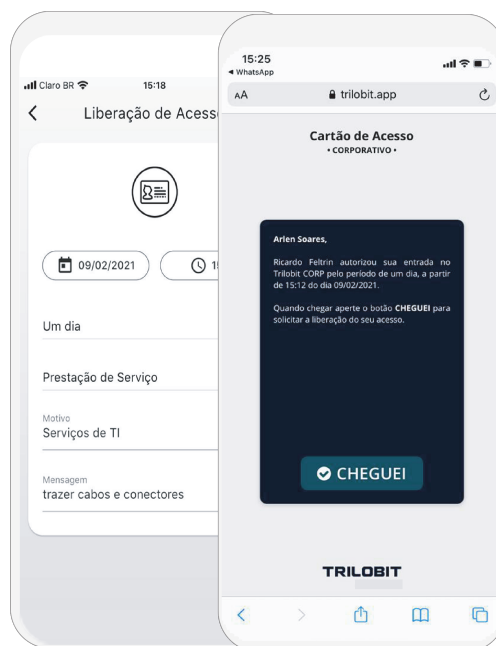 Claro BR
15:18
Liberação de Acess
09/02/2021
Um dia
Prestação de Serviço
Motivo
Serviços de TI
Mensagem
trazer cabos e conectores
15:25
WhatsApp
AA
trilobit.app
Cartão de Acesso
• CORPORATIVO •
Arlen Soares,
Ricardo Feltrin autorizou sua entrada no
Trilobit CORP pelo período de um dia, a partir
de 15:12 do dia 09/02/2021.
Quando chegar aperte o botão CHEGUEI para
solicitar a liberação do seu acesso.
CHEGUEI
TRILOBIT